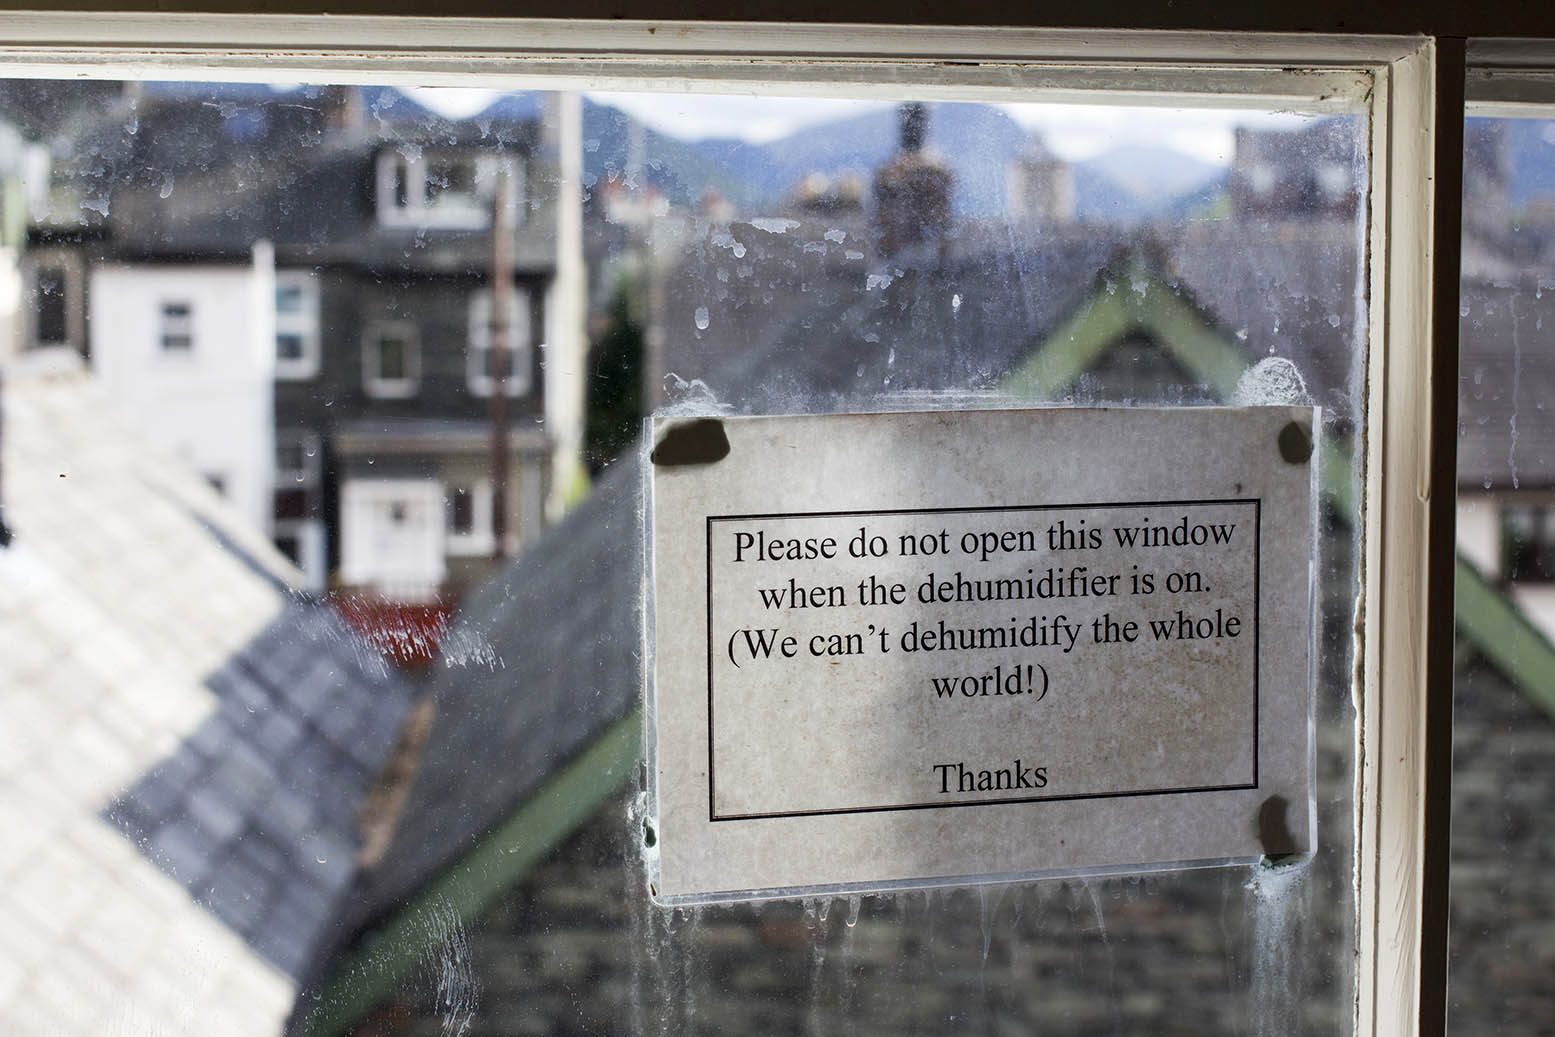 Please do not open this window
when the dehumidifier is on.
(We can’t dehumidify the whole
world!)
Thanks